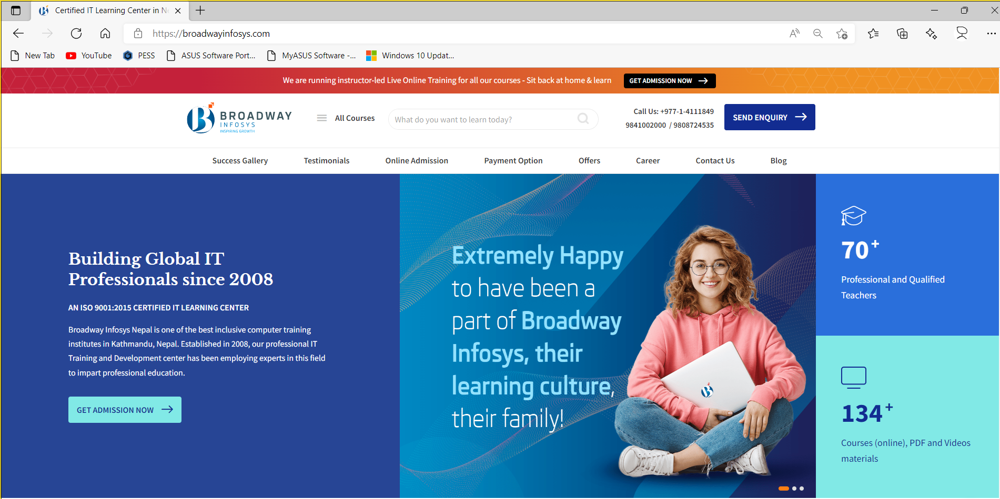 Certified IT Learning Center in N
https://broadwayinfosys.com
New Tab
YouTube
PESS
ASUS Software Port...
MyASUS Software -...
Windows 10 Updat...
We are running instructor-led Live Online Training for all our courses - Sit back at home & learn
GET ADMISSION NOW
BROADWAY
INFOSYS
INSPIRING GROWTH
All Courses
What do you want to learn today?
Call Us: +977-1-4111849
9841002000 / 9808724535
SEND ENQUIRY
Success Gallery
Testimonials
Online Admission
Payment Option
Offers
Career
Contact Us
Blog
Building Global IT
Professionals since 2008
AN ISO 9001:2015 CERTIFIED IT LEARNING CENTER
Broadway Infosys Nepal is one of the best inclusive computer training
institutes in Kathmandu, Nepal. Established in 2008, our professional IT
Training and Development center has been employing experts in this field
to impart professional education.
GET ADMISSION NOW
Extremely Happy
to have been a
part of Broadway
Infosys, their
learning culture,
their family!
70+
Professional and Qualified
Teachers
134+
Courses (online), PDF and Videos
materials